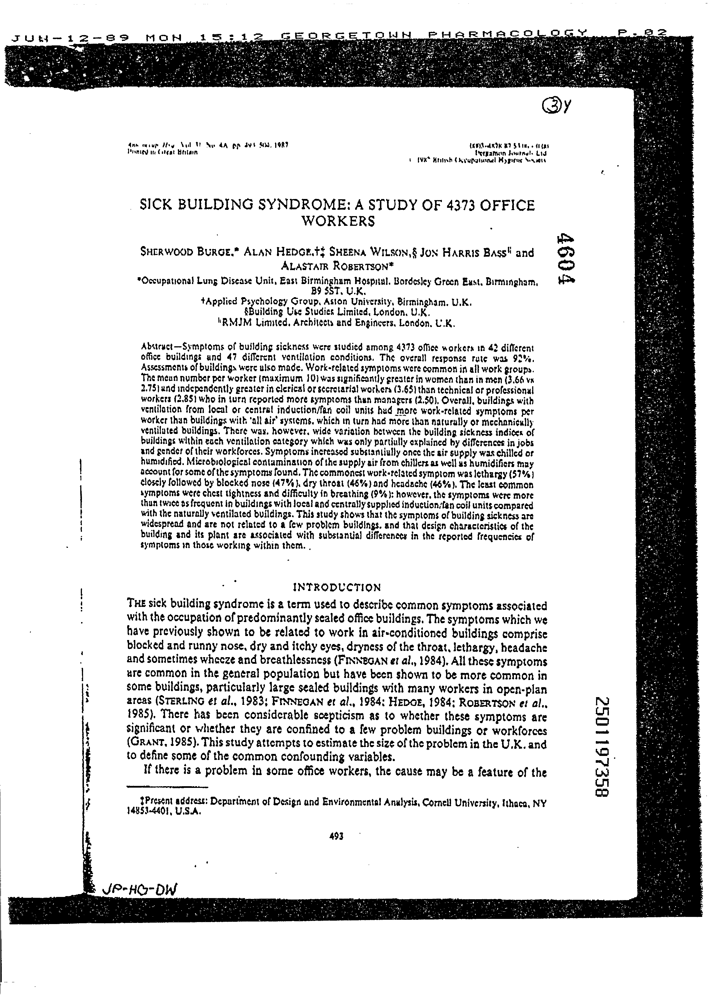 JUN-12-89 MON 15:12 GEORGETOWN PHARMACOLOGY P.02
3 Y
Ann occup Hyg. Vol 31 No 4A, pp 493 504, 1987
Printed in Great Britain
Pergamon Journals Ltd
1987 British Occupational Hygiene Society
SICK BUILDING SYNDROME: A STUDY OF 4373 OFFICE
WORKERS
SHERWOOD BURGE,* ALAN HEDGE,†‡ SHEENA WILSON,§ JON HARRIS BASS‖ and
ALASTAIR ROBERTSON*
*Occupational Lung Disease Unit, East Birmingham Hospital, Bordesley Green East, Birmingham,
B9 5ST, U.K.
†Applied Psychology Group, Aston University, Birmingham, U.K.
§Building Use Studies Limited, London, U.K.
‖RMJM Limited, Architects and Engineers, London, U.K.
4604
Abstract—Symptoms of building sickness were studied among 4373 office workers in 42 different
office buildings and 47 different ventilation conditions. The overall response rate was 92%.
Assessments of buildings were also made. Work-related symptoms were common in all work groups.
The mean number per worker (maximum 10) was significantly greater in women than in men (3.66 vs
2.75) and independently greater in clerical or secretarial workers (3.65) than technical or professional
workers (2.85) who in turn reported more symptoms than managers (2.50). Overall, buildings with
ventilation from local or central induction/fan coil units had more work-related symptoms per
worker than buildings with 'all air' systems, which in turn had more than naturally or mechanically
ventilated buildings. There was, however, wide variation between the building sickness indices of
buildings within each ventilation category which was only partially explained by differences in jobs
and gender of their workforces. Symptoms increased substantially once the air supply was chilled or
humidified. Microbiological contamination of the supply air from chillers as well as humidifiers may
account for some of the symptoms found. The commonest work-related symptom was lethargy (57%)
closely followed by blocked nose (47%), dry throat (46%) and headache (46%). The least common
symptoms were chest tightness and difficulty in breathing (9%); however, the symptoms were more
than twice as frequent in buildings with local and centrally supplied induction/fan coil units compared
with the naturally ventilated buildings. This study shows that the symptoms of building sickness are
widespread and are not related to a few problem buildings, and that design characteristics of the
building and its plant are associated with substantial differences in the reported frequencies of
symptoms in those working within them.
INTRODUCTION
THE sick building syndrome is a term used to describe common symptoms associated
with the occupation of predominantly sealed office buildings. The symptoms which we
have previously shown to be related to work in air-conditioned buildings comprise
blocked and runny nose, dry and itchy eyes, dryness of the throat, lethargy, headache
and sometimes wheeze and breathlessness (FINNEGAN et al., 1984). All these symptoms
are common in the general population but have been shown to be more common in
some buildings, particularly large sealed buildings with many workers in open-plan
areas (STERLING et al., 1983; FINNEGAN et al., 1984; HEDGE, 1984; ROBERTSON et al.,
1985). There has been considerable scepticism as to whether these symptoms are
significant or whether they are confined to a few problem buildings or workforces
(GRANT, 1985). This study attempts to estimate the size of the problem in the U.K. and
to define some of the common confounding variables.
If there is a problem in some office workers, the cause may be a feature of the
2501197358
‡Present address: Department of Design and Environmental Analysis, Cornell University, Ithaca, NY
14853-4401, U.S.A.
493
JP-HO-DW